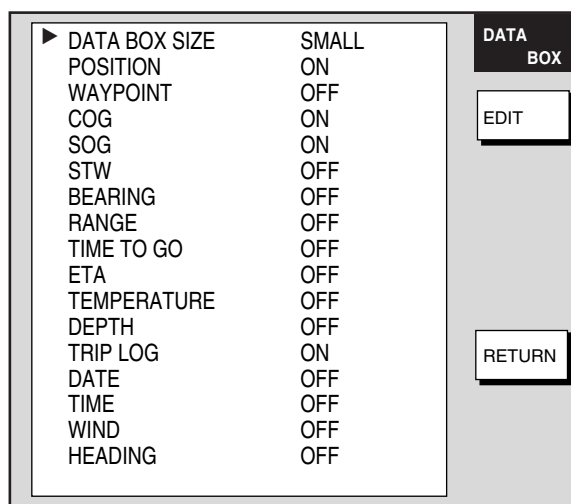 ▶ DATA BOX SIZE SMALL
POSITION ON
WAYPOINT OFF
COG ON
SOG ON
STW OFF
BEARING OFF
RANGE OFF
TIME TO GO OFF
ETA OFF
TEMPERATURE OFF
DEPTH OFF
TRIP LOG ON
DATE OFF
TIME OFF
WIND OFF
HEADING OFF
DATA
BOX
EDIT
RETURN